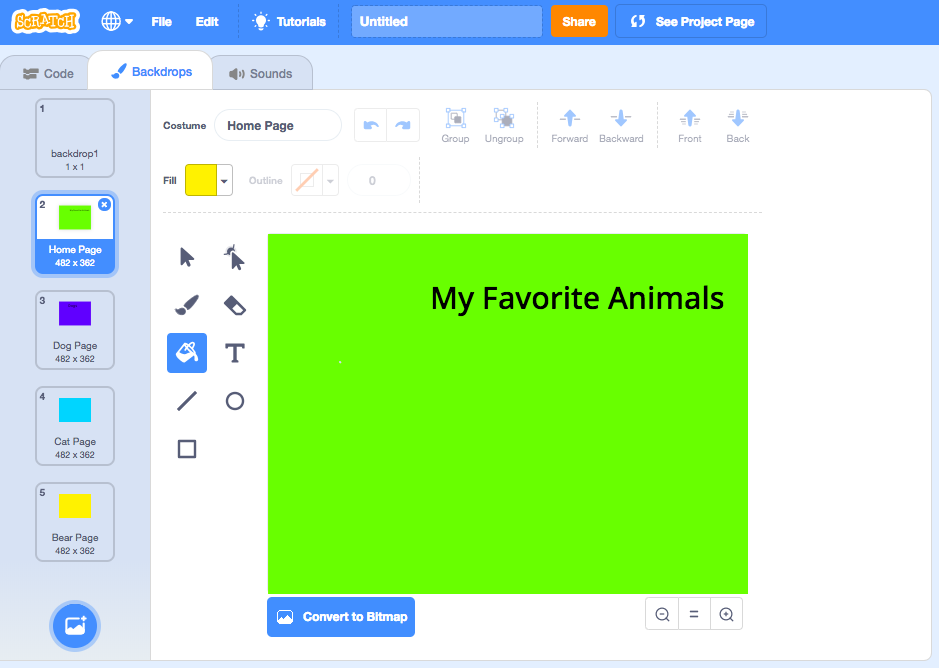 SCRATCH File Edit Tutorials Untitled Share See Project Page
Code Backdrops Sounds
1
backdrop1
1 x 1
2
Home Page
482 x 362
3
Dog Page
482 x 362
4
Cat Page
482 x 362
5
Bear Page
482 x 362
Costume Home Page
Group Ungroup Forward Backward Front Back
Fill Outline 0
T
My Favorite Animals
Convert to Bitmap
=